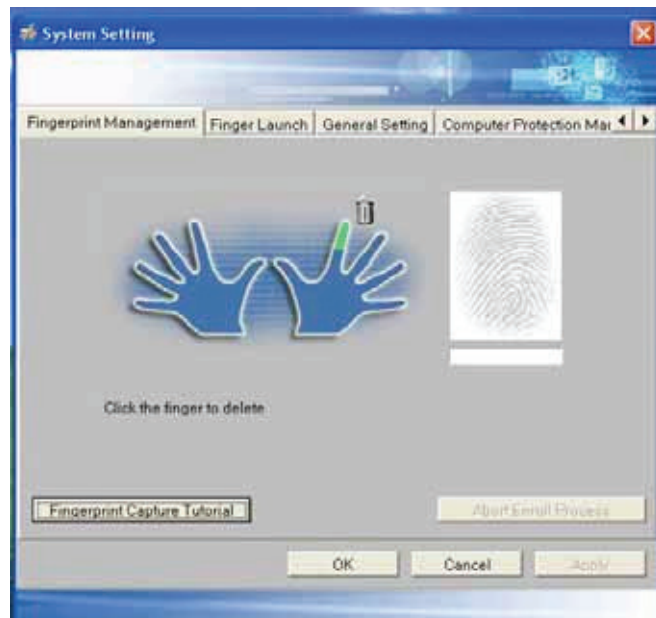 System Setting
Fingerprint Management Finger Launch General Setting Computer Protection Mar
Click the finger to delete
Fingerprint Capture Tutorial Abort Enroll Process
OK Cancel Apply